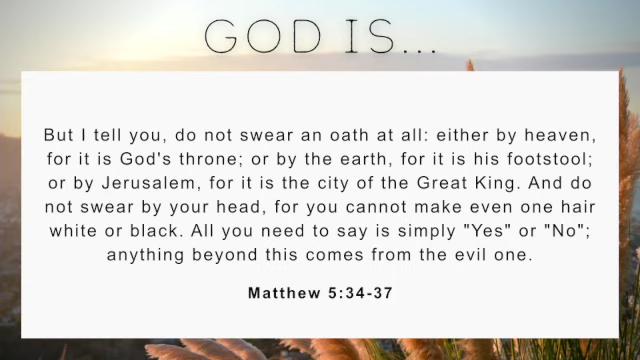 GOD IS...
But I tell you, do not swear an oath at all: either by heaven,
for it is God's throne; or by the earth, for it is his footstool;
or by Jerusalem, for it is the city of the Great King. And do
not swear by your head, for you cannot make even one hair
white or black. All you need to say is simply "Yes" or "No";
anything beyond this comes from the evil one.
Matthew 5:34-37